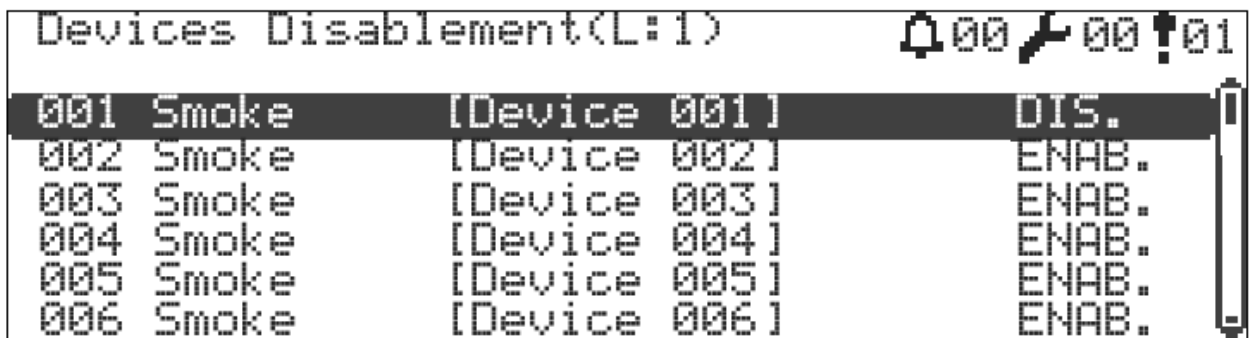 Devices Disablement(L:1) 00 00 01
001 Smoke [Device 001] DIS.
002 Smoke [Device 002] ENAB.
003 Smoke [Device 003] ENAB.
004 Smoke [Device 004] ENAB.
005 Smoke [Device 005] ENAB.
006 Smoke [Device 006] ENAB.